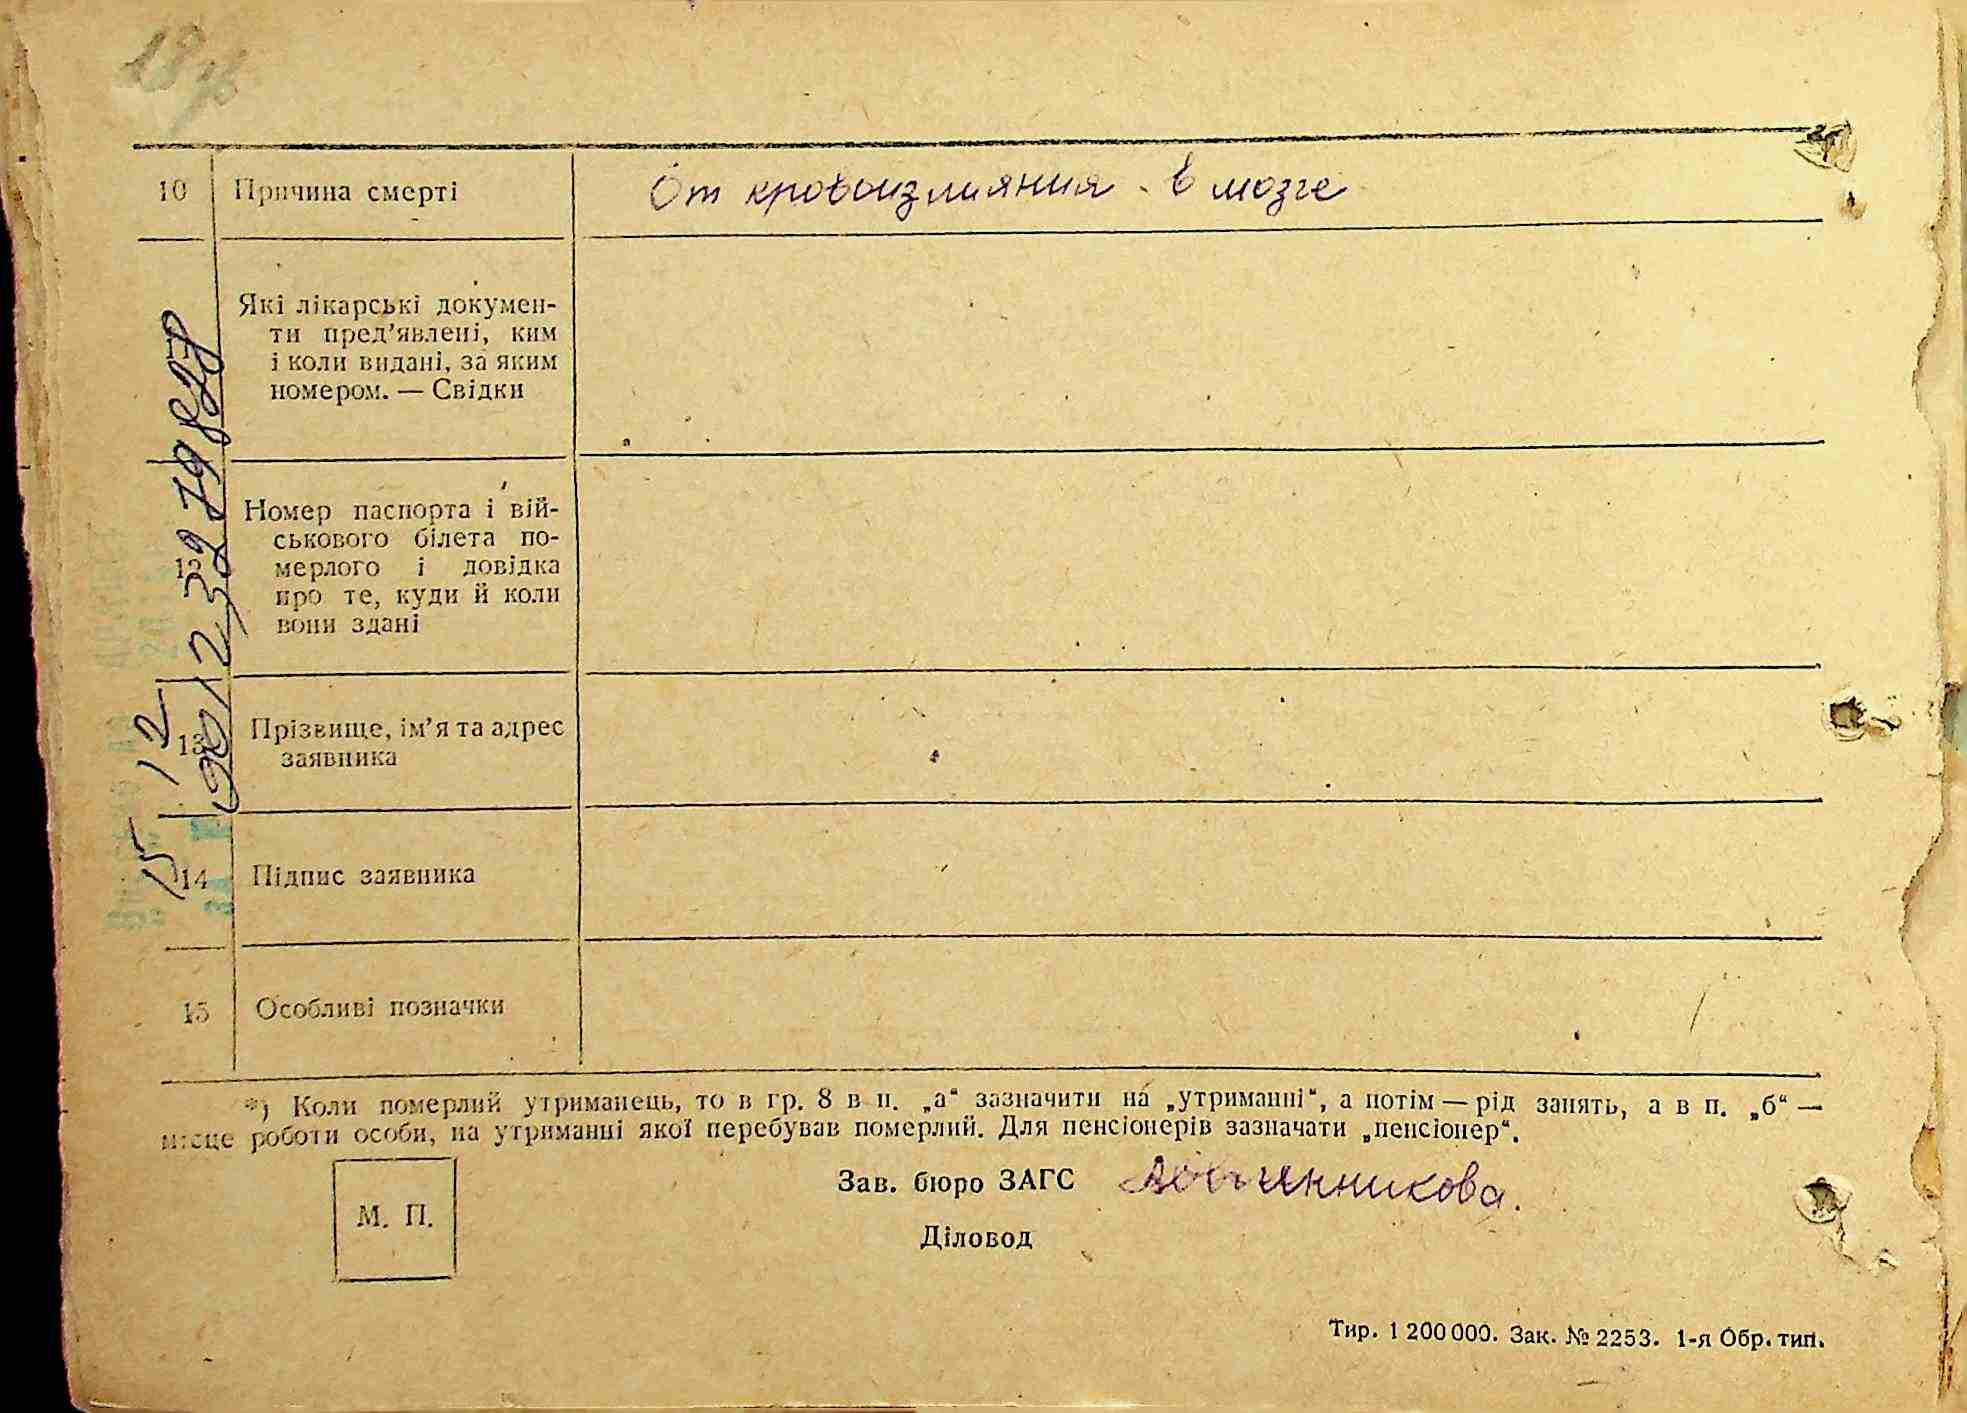 10 Причина смерті От кровоизлияния в мозге
Які лікарські докумен-
ти пред’явлені, ким
і коли видані, за яким
номером. — Свідки
Номер паспорта і вій-
ськового білета по-
мерлого і довідка
про те, куди й коли
вони здані
13 Прізвище, ім’я та адрес
заявника
14 Підпис заявника
15 Особливі позначки
*) Коли померлий утриманець, то в гр. 8 в п. „а“ зазначити на „утриманні“, а потім — рід занять, а в п. „б“ —
місце роботи особи, на утриманні якої перебував померлий. Для пенсіонерів зазначати „пенсіонер“.
Зав. бюро ЗАГС
М. П.
Діловод
Тир. 1 200 000. Зак. № 2253. 1-я Обр. тип.